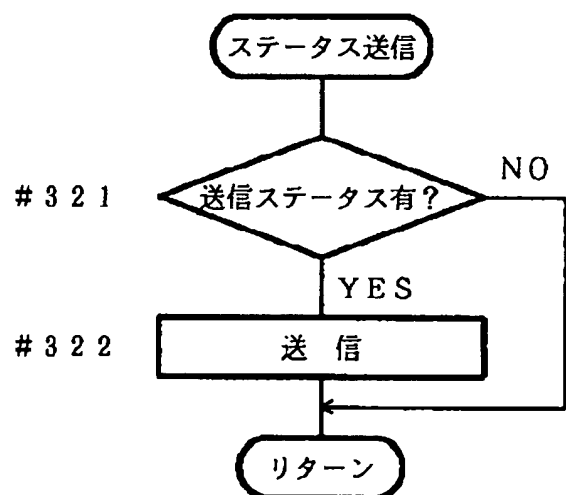 ステータス送信
NO
#321
送信ステータス有?
YES
#322
送 信
リターン